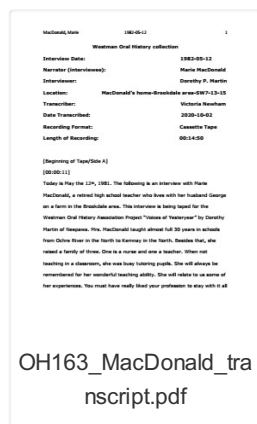 MacDonald, Marie 1982-05-12 1
Westman Oral History collection
Interview Date: 1982-05-12
Narrator (interviewee): Marie MacDonald
Interviewer: Dorothy P. Martin
Location: MacDonald's home-Brookdale area-SW7-13-15
Transcriber: Victoria Newham
Date Transcribed: 2020-10-02
Recording Format: Cassette Tape
Length of Recording: 00:14:50
[Beginning of Tape/Side A]
[00:00:11]
Today is May the 12th, 1981. The following is an interview with Marie
MacDonald, a retired high school teacher who lives with her husband George
on a farm in the Brookdale area. This interview is being taped for the
Westman Oral History Association Project "Voices of Yesteryear" by Dorothy
Martin of Neepawa. Mrs. MacDonald taught almost full 30 years in schools
from Ochre River in the North to Kemnay in the North. Besides that, she
raised a family of three. One is a nurse and one a teacher. When not
teaching in a classroom, she was busy tutoring pupils. She will always be
remembered for her wonderful teaching ability. She will relate to us some of
her experiences. You must have really liked your profession to stay with it all
OH163_MacDonald_tra
nscript.pdf